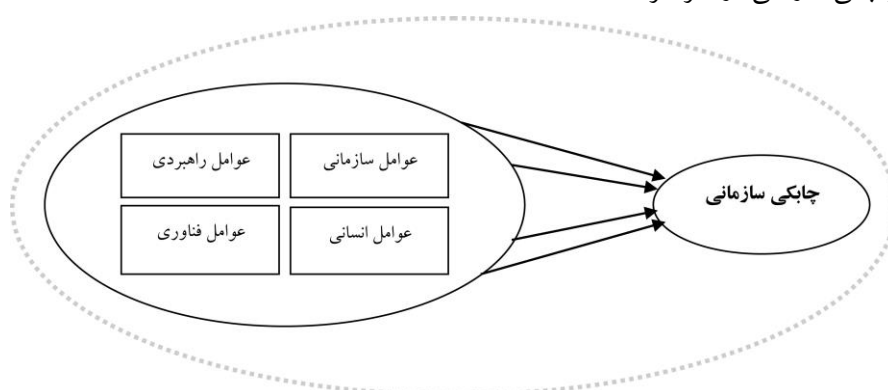 عوامل سازمانی
عوامل راهبردی
عوامل انسانی
عوامل فناوری
چابکی سازمانی